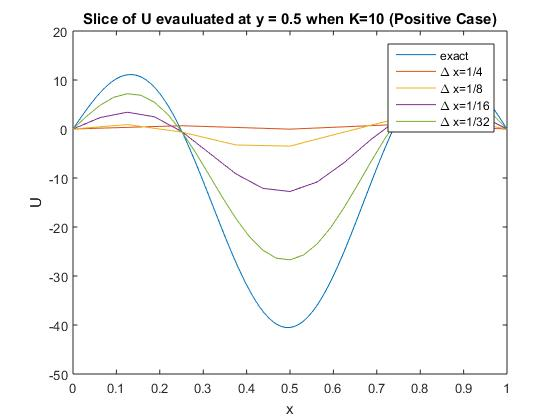 Slice of U evauluated at y = 0.5 when K=10 (Positive Case)
20
10
0
-10
-20
-30
-40
-50
U
exact
Δ x=1/4
Δ x=1/8
Δ x=1/16
Δ x=1/32
0 0.1 0.2 0.3 0.4 0.5 0.6 0.7 0.8 0.9 1
x